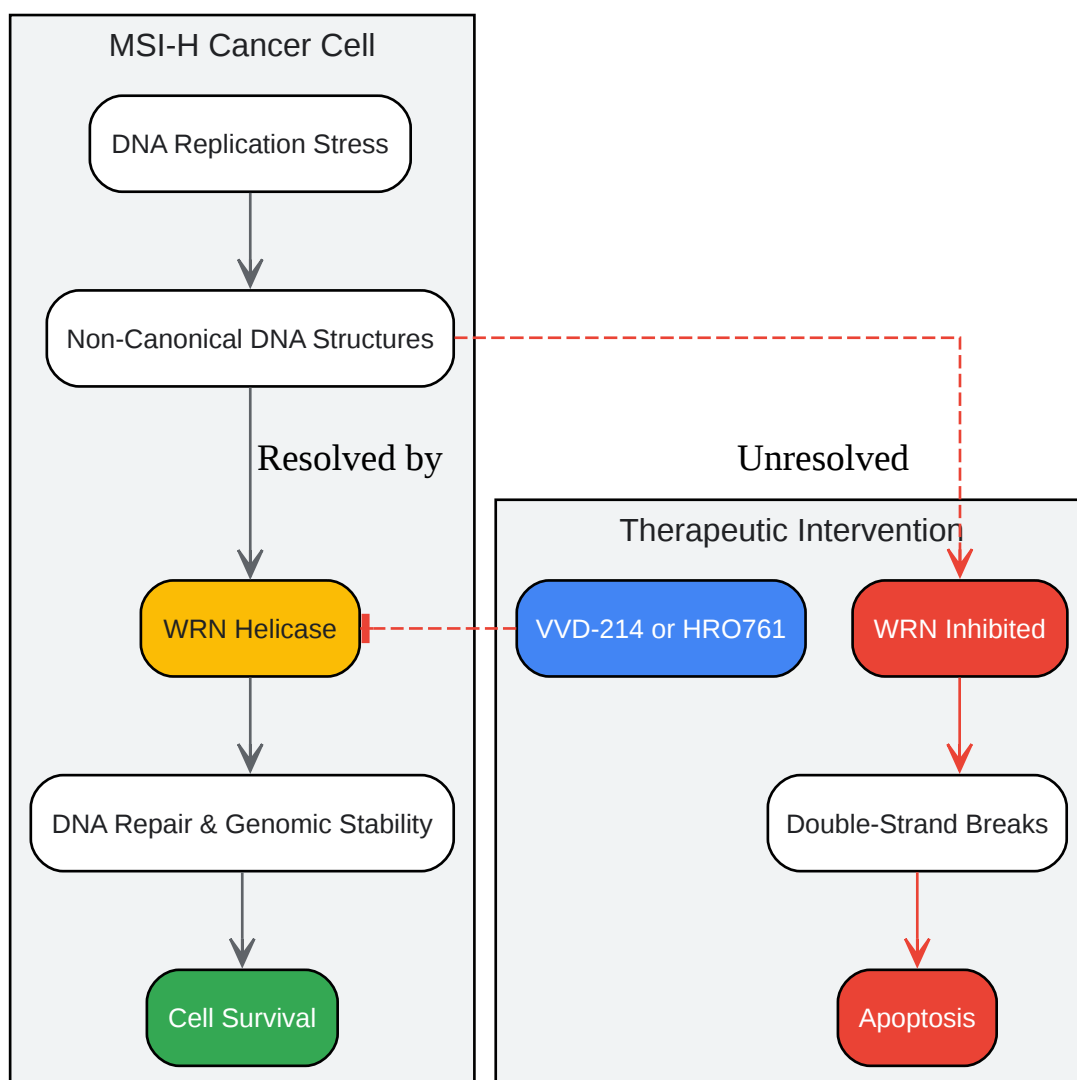 MSI-H Cancer Cell
DNA Replication Stress
Non-Canonical DNA Structures
Resolved by
Unresolved
Therapeutic Intervention
WRN Helicase
VVD-214 or HRO761
WRN Inhibited
DNA Repair & Genomic Stability
Double-Strand Breaks
Cell Survival
Apoptosis